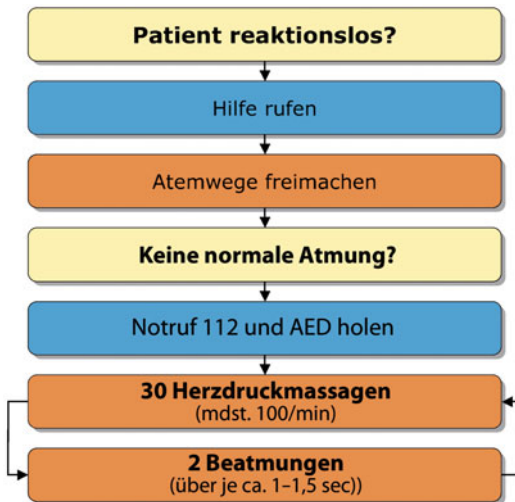 Patient reaktionslos?
Hilfe rufen
Atemwege freimachen
Keine normale Atmung?
Notruf 112 und AED holen
30 Herzdruckmassagen
(mdst. 100/min)
2 Beatmungen
(über je ca. 1–1,5 sec))